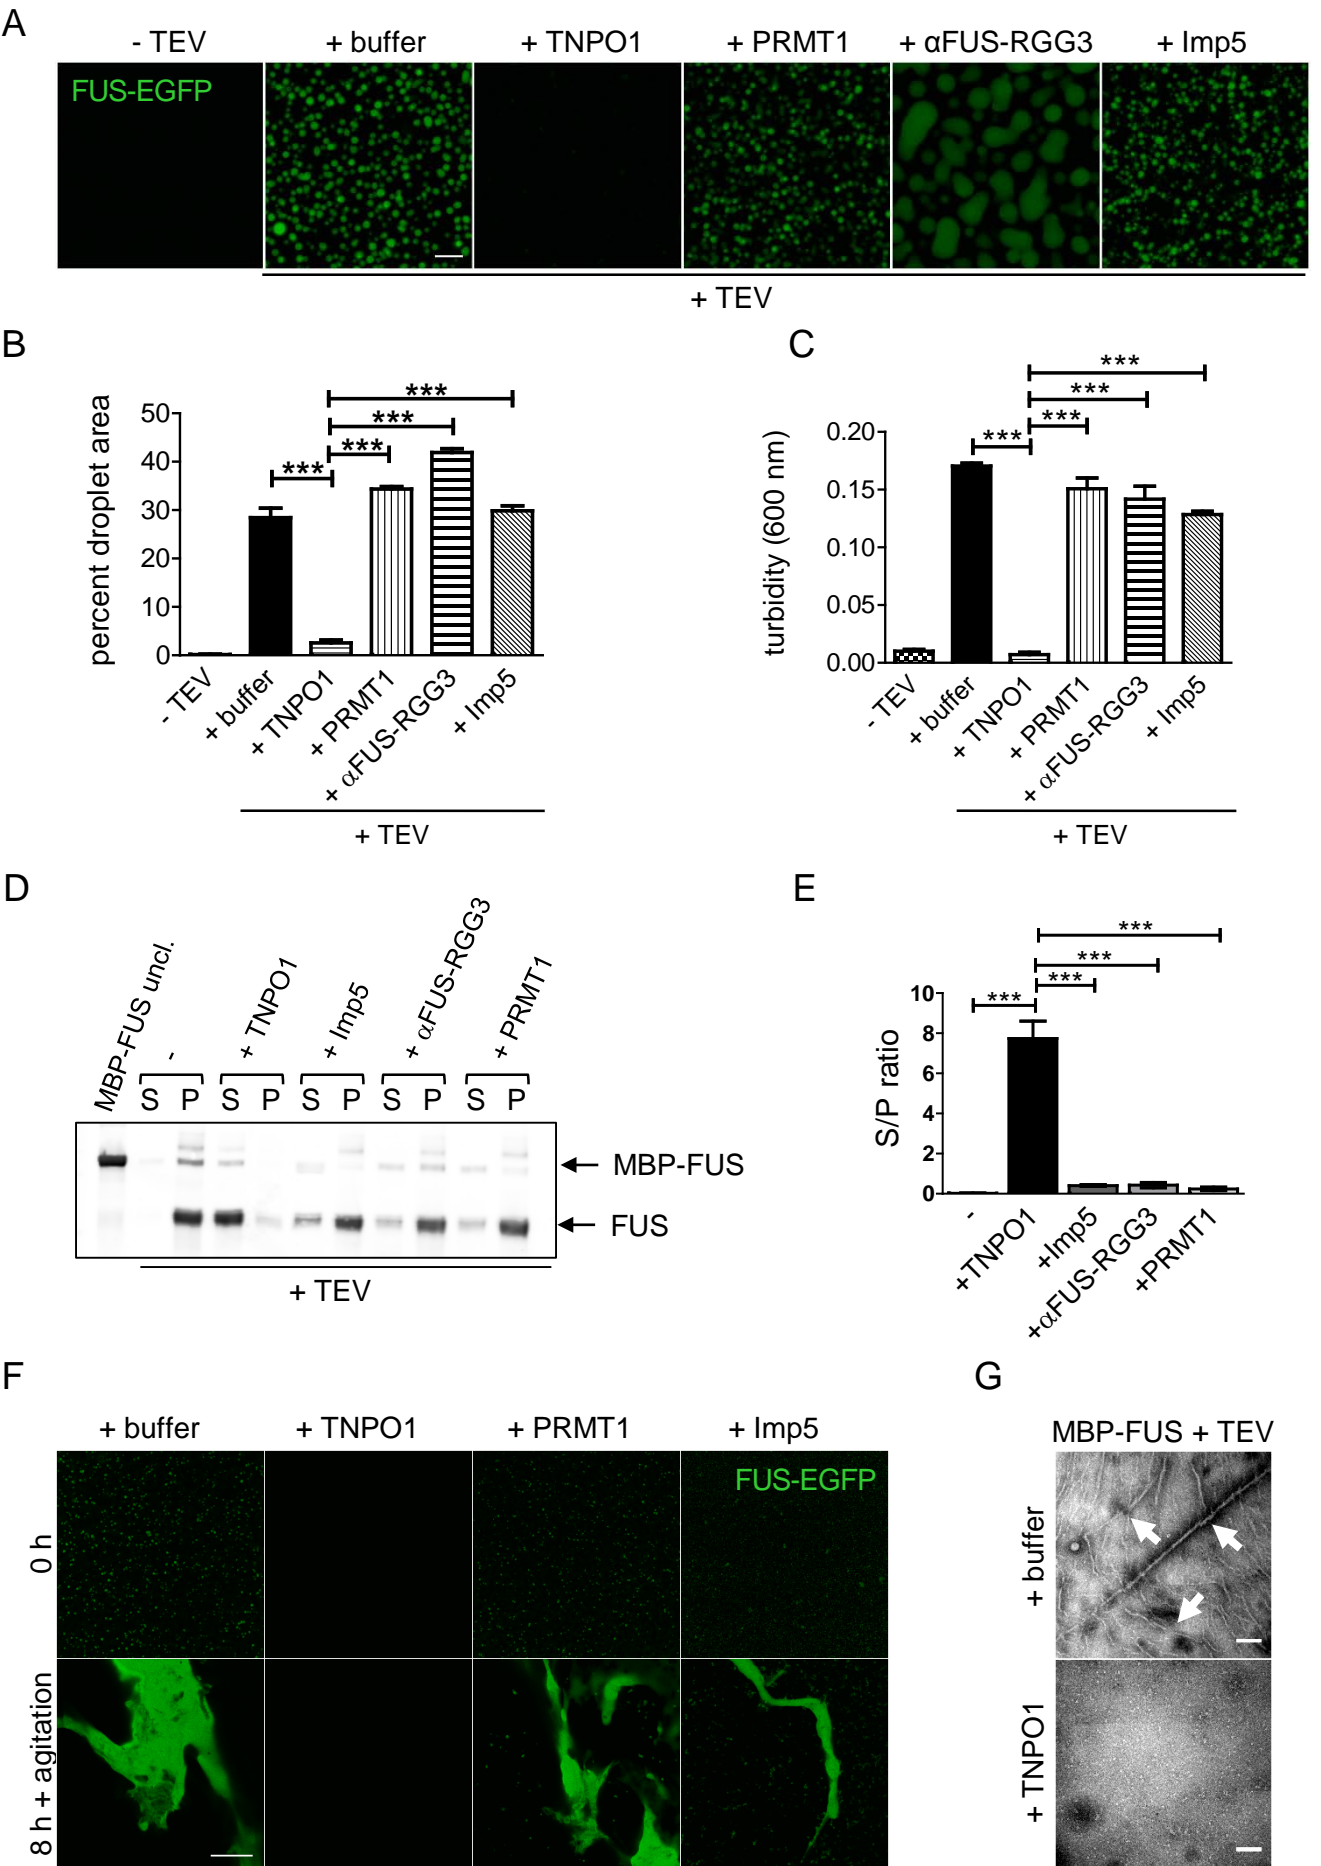 A
- TEV
+ buffer
+ TNPO1
+ PRMT1
+ αFUS-RGG3
+ Imp5
FUS-EGFP
+ TEV
B
percent droplet area
50
40
30
20
10
0
***
***
***
***
- TEV
+ buffer
+ TNPO1
+ PRMT1
+ αFUS-RGG3
+ Imp5
+ TEV
C
turbidity (600 nm)
0.20
0.15
0.10
0.05
0.00
***
***
***
***
- TEV
+ buffer
+ TNPO1
+ PRMT1
+ αFUS-RGG3
+ Imp5
+ TEV
D
MBP-FUS uncl.
-
+ TNPO1
+ Imp5
+ αFUS-RGG3
+ PRMT1
S P S P S P S P S P
MBP-FUS
FUS
+ TEV
E
S/P ratio
10
8
6
4
2
0
***
***
***
***
-
+TNPO1
+Imp5
+αFUS-RGG3
+PRMT1
F
+ buffer
+ TNPO1
+ PRMT1
+ Imp5
FUS-EGFP
0 h
8 h + agitation
G
MBP-FUS + TEV
+ buffer
+ TNPO1